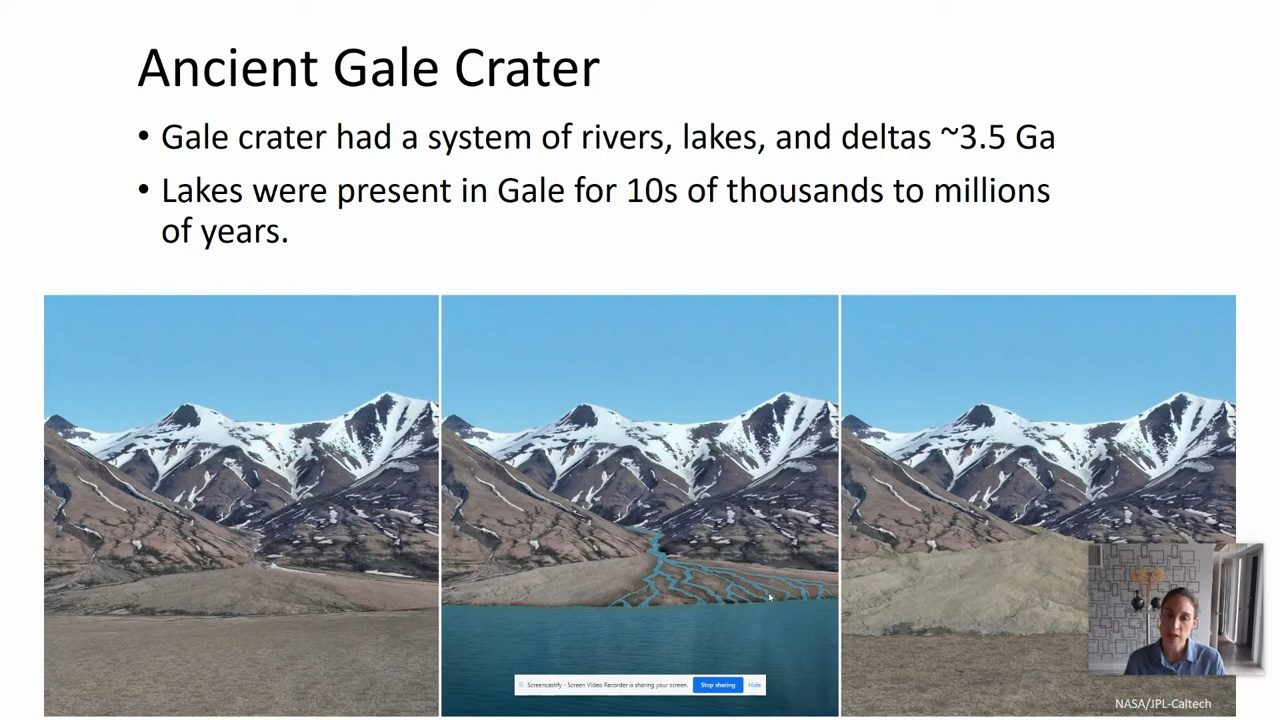 Ancient Gale Crater
• Gale crater had a system of rivers, lakes, and deltas ~3.5 Ga
• Lakes were present in Gale for 10s of thousands to millions
of years.
Screencastify - Screen Video Recorder is sharing your screen. Stop sharing Hide
NASA/JPL-Caltech